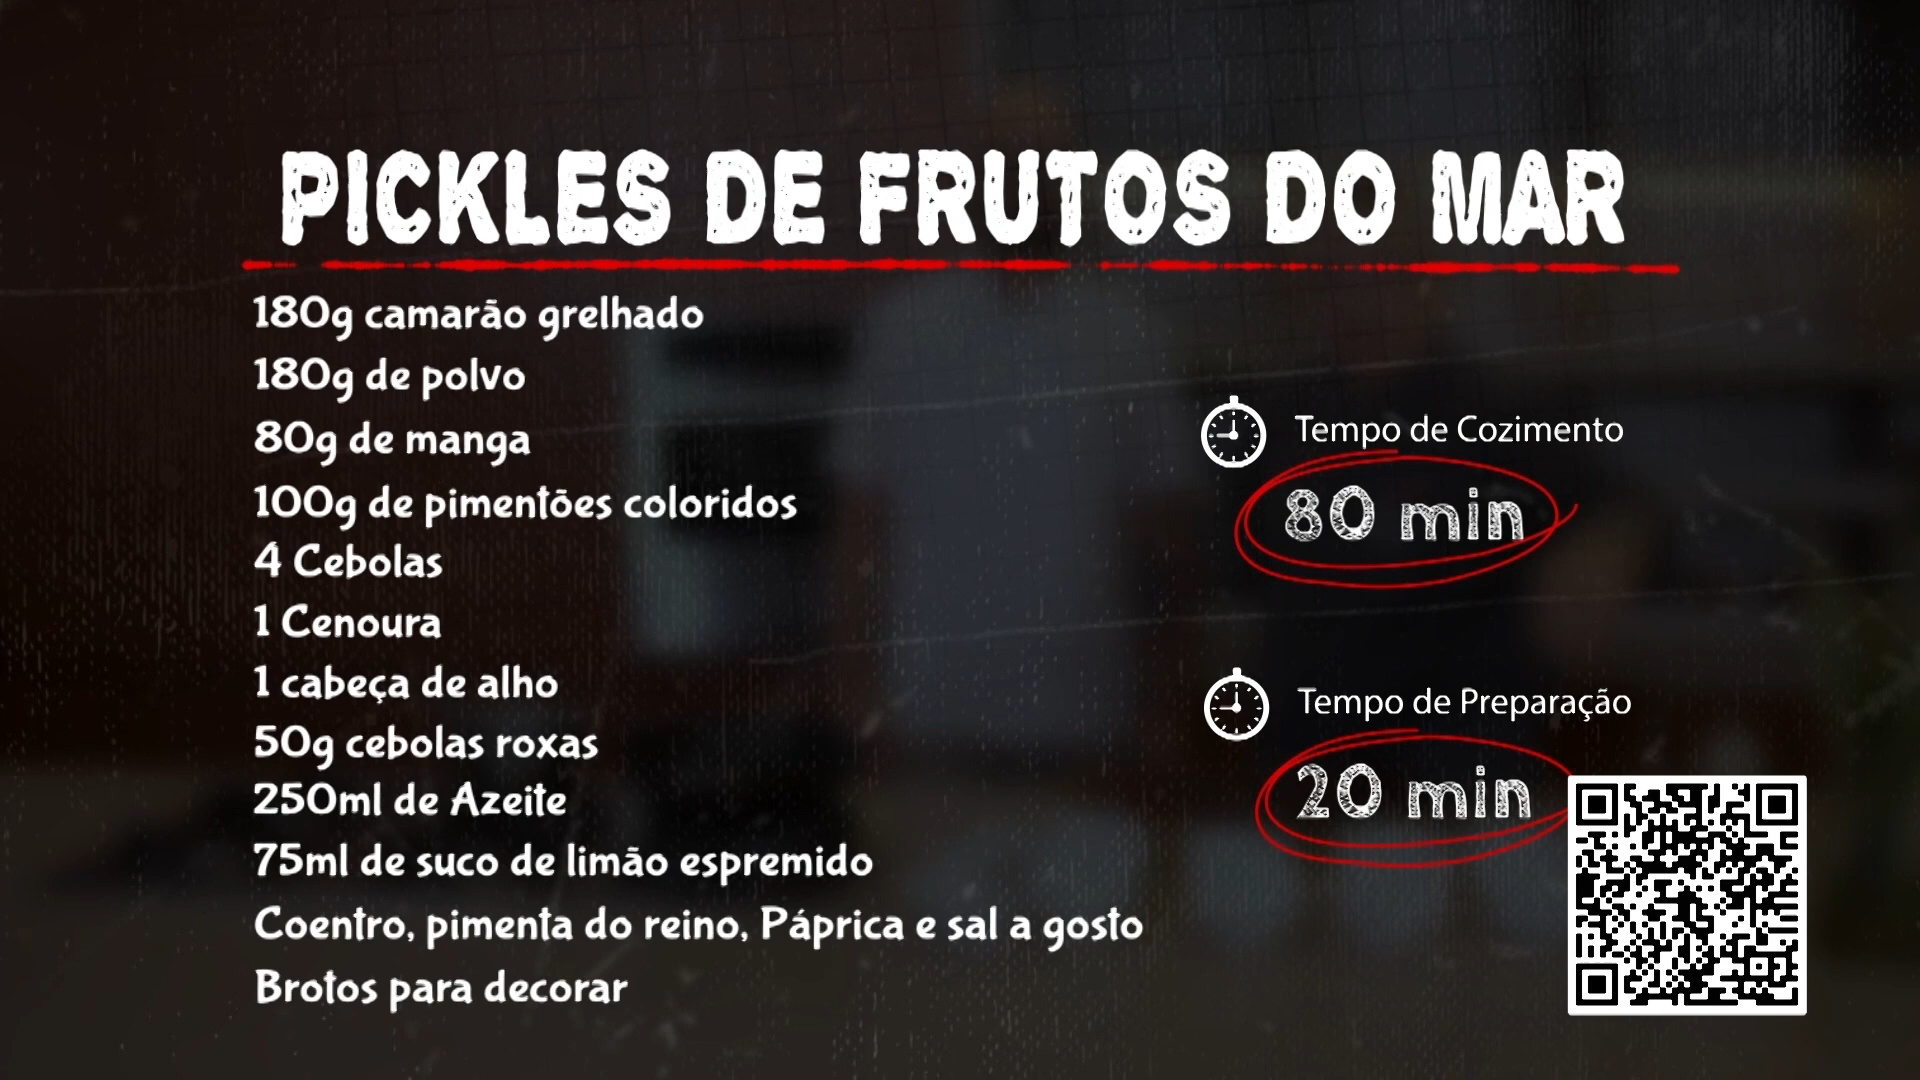 PICKLES DE FRUTOS DO MAR
180g camarão grelhado
180g de polvo
80g de manga
100g de pimentões coloridos
4 Cebolas
1 Cenoura
1 cabeça de alho
50g cebolas roxas
250ml de Azeite
75ml de suco de limão espremido
Coentro, pimenta do reino, Páprica e sal a gosto
Brotos para decorar
Tempo de Cozimento
80 min
Tempo de Preparação
20 min